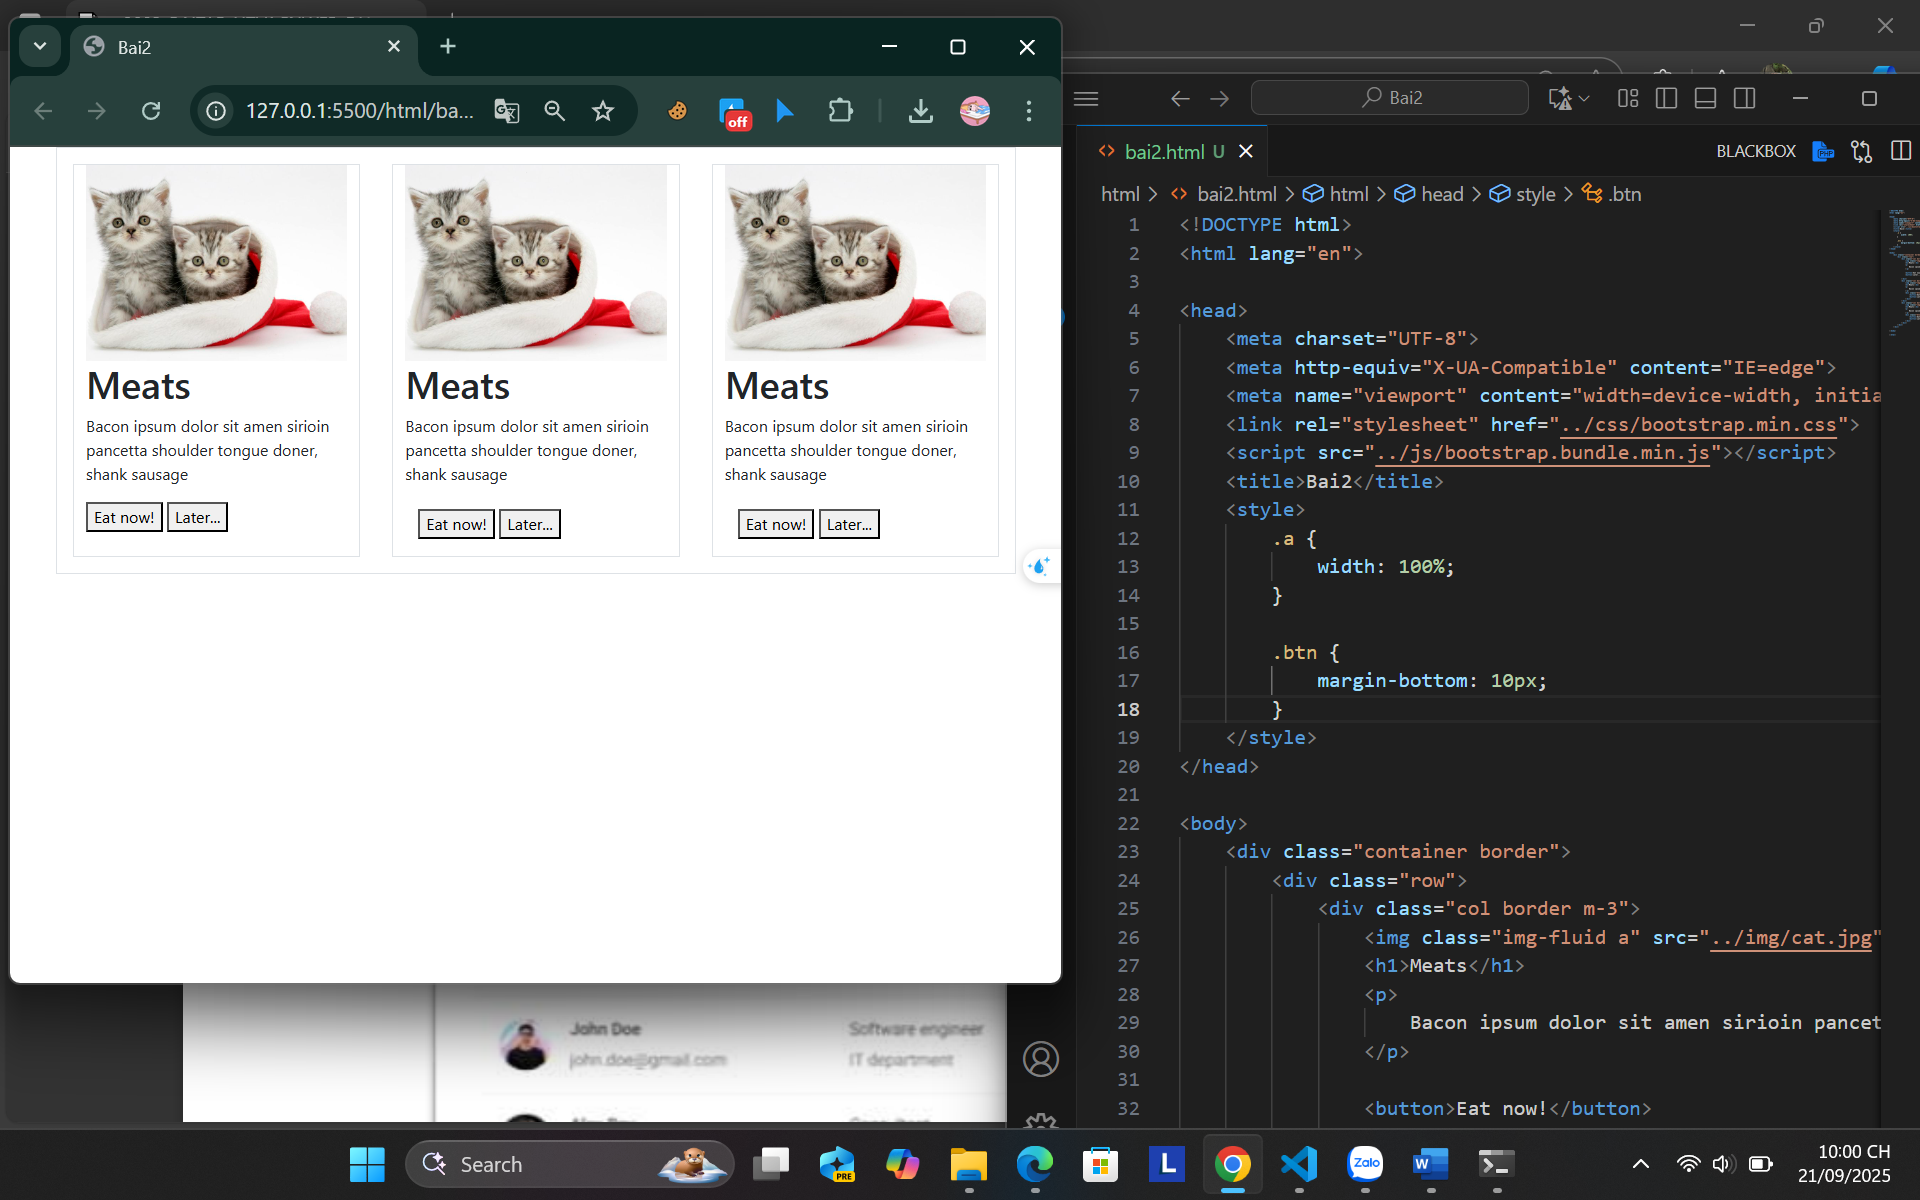 Bai2
127.0.0.1:5500/html/ba...
off
Meats
Bacon ipsum dolor sit amen sirioin
pancetta shoulder tongue doner,
shank sausage
Eat now! Later...
Meats
Bacon ipsum dolor sit amen sirioin
pancetta shoulder tongue doner,
shank sausage
Eat now! Later...
Meats
Bacon ipsum dolor sit amen sirioin
pancetta shoulder tongue doner,
shank sausage
Eat now! Later...
John Doe
john.doe@gmail.com
Software engineer
IT department
Bai2
bai2.html U
BLACKBOX
PHP
html > bai2.html > html > head > style > .btn
1 <!DOCTYPE html>
2 <html lang="en">
3
4 <head>
5 <meta charset="UTF-8">
6 <meta http-equiv="X-UA-Compatible" content="IE=edge">
7 <meta name="viewport" content="width=device-width, initia
8 <link rel="stylesheet" href="../css/bootstrap.min.css">
9 <script src="../js/bootstrap.bundle.min.js"></script>
10 <title>Bai2</title>
11 <style>
12 .a {
13 width: 100%;
14 }
15
16 .btn {
17 margin-bottom: 10px;
18 }
19 </style>
20 </head>
21
22 <body>
23 <div class="container border">
24 <div class="row">
25 <div class="col border m-3">
26 <img class="img-fluid a" src="../img/cat.jpg"
27 <h1>Meats</h1>
28 <p>
29 Bacon ipsum dolor sit amen sirioin pancet
30 </p>
31
32 <button>Eat now!</button>
Search
PRE
L
Zalo
W
10:00 CH
21/09/2025